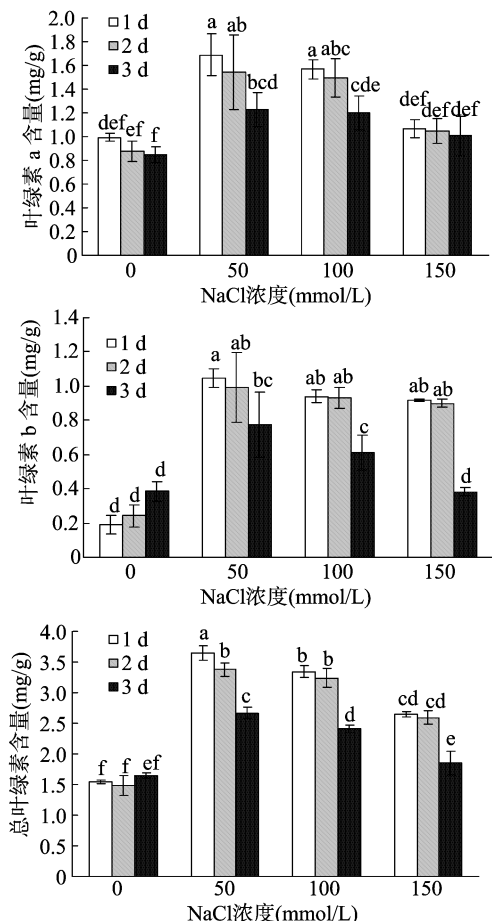 2.0
1.8
1.6
1.4
1.2
1.0
0.8
0.6
0.4
0.2
0
叶绿素 a 含量(mg/g)
1 d
2 d
3 d
def ef f
a ab bcd
a abc cde
def def def
0 50 100 150
NaCl浓度(mmol/L)
1.4
1.2
1.0
0.8
0.6
0.4
0.2
0
叶绿素 b 含量(mg/g)
1 d
2 d
3 d
d d d
a ab bc
ab ab c
ab ab d
0 50 100 150
NaCl浓度(mmol/L)
4.0
3.5
3.0
2.5
2.0
1.5
1.0
0.5
0
总叶绿素含量(mg/g)
1 d
2 d
3 d
f f ef
a b c
b b d
cd cd e
0 50 100 150
NaCl浓度(mmol/L)